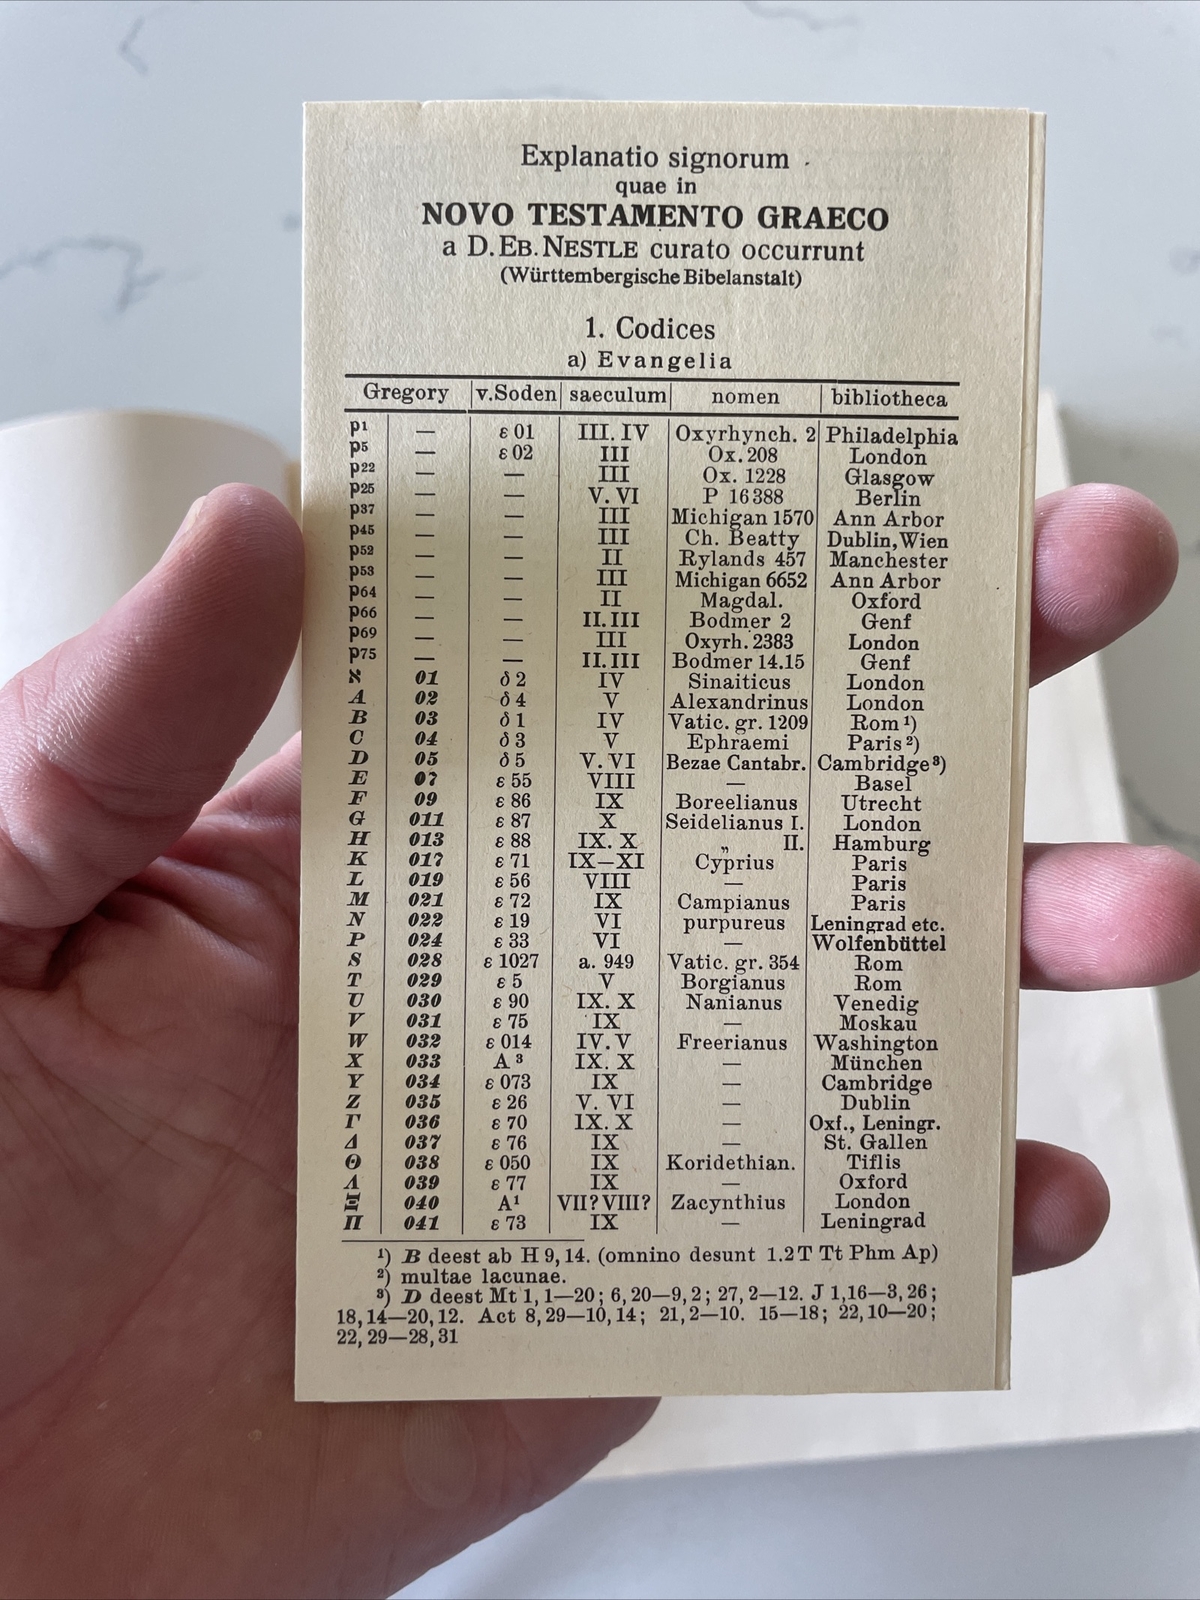 Explanatio signorum
quae in
NOVO TESTAMENTO GRAECO
a D. EB. NESTLE curato occurrunt
(Württembergische Bibelanstalt)
1. Codices
a) Evangelia
Gregory v.Soden saeculum nomen bibliotheca
p1 — ε 01 III. IV Oxyrhynch. 2 Philadelphia
p5 — ε 02 III Ox. 208 London
p22 — — III Ox. 1228 Glasgow
p25 — — V. VI P 16388 Berlin
p37 — — III Michigan 1570 Ann Arbor
p45 — — III Ch. Beatty Dublin, Wien
p52 — — II Rylands 457 Manchester
p53 — — III Michigan 6652 Ann Arbor
p64 — — II Magdal. Oxford
p66 — — II. III Bodmer 2 Genf
p69 — — III Oxyrh. 2383 London
p75 — — II. III Bodmer 14.15 Genf
א 01 δ 2 IV Sinaiticus London
A 02 δ 4 V Alexandrinus London
B 03 δ 1 IV Vatic. gr. 1209 Rom ¹)
C 04 δ 3 V Ephraemi Paris ²)
D 05 δ 5 V. VI Bezae Cantabr. Cambridge ³)
E 07 ε 55 VIII — Basel
F 09 ε 86 IX Boreelianus Utrecht
G 011 ε 87 X Seidelianus I. London
H 013 ε 88 IX. X „ II. Hamburg
K 017 ε 71 IX—XI Cyprius Paris
L 019 ε 56 VIII — Paris
M 021 ε 72 IX Campianus Paris
N 022 ε 19 VI purpureus Leningrad etc.
P 024 ε 33 VI — Wolfenbüttel
S 028 ε 1027 a. 949 Vatic. gr. 354 Rom
T 029 ε 5 V Borgianus Rom
U 030 ε 90 IX. X Nanianus Venedig
V 031 ε 75 IX — Moskau
W 032 ε 014 IV. V Freerianus Washington
X 033 A ³ IX. X — München
Y 034 ε 073 IX — Cambridge
Z 035 ε 26 V. VI — Dublin
Γ 036 ε 70 IX. X — Oxf., Leningr.
Δ 037 ε 76 IX — St. Gallen
Θ 038 ε 050 IX Koridethian. Tiflis
Λ 039 ε 77 IX — Oxford
Ξ 040 A¹ VII? VIII? Zacynthius London
Π 041 ε 73 IX — Leningrad
¹) B deest ab H 9, 14. (omnino desunt 1.2T Tt Phm Ap)
²) multae lacunae.
³) D deest Mt 1, 1—20; 6, 20—9, 2; 27, 2—12. J 1,16—3, 26;
18, 14—20, 12. Act 8, 29—10, 14; 21, 2—10. 15—18; 22, 10—20;
22, 29—28, 31